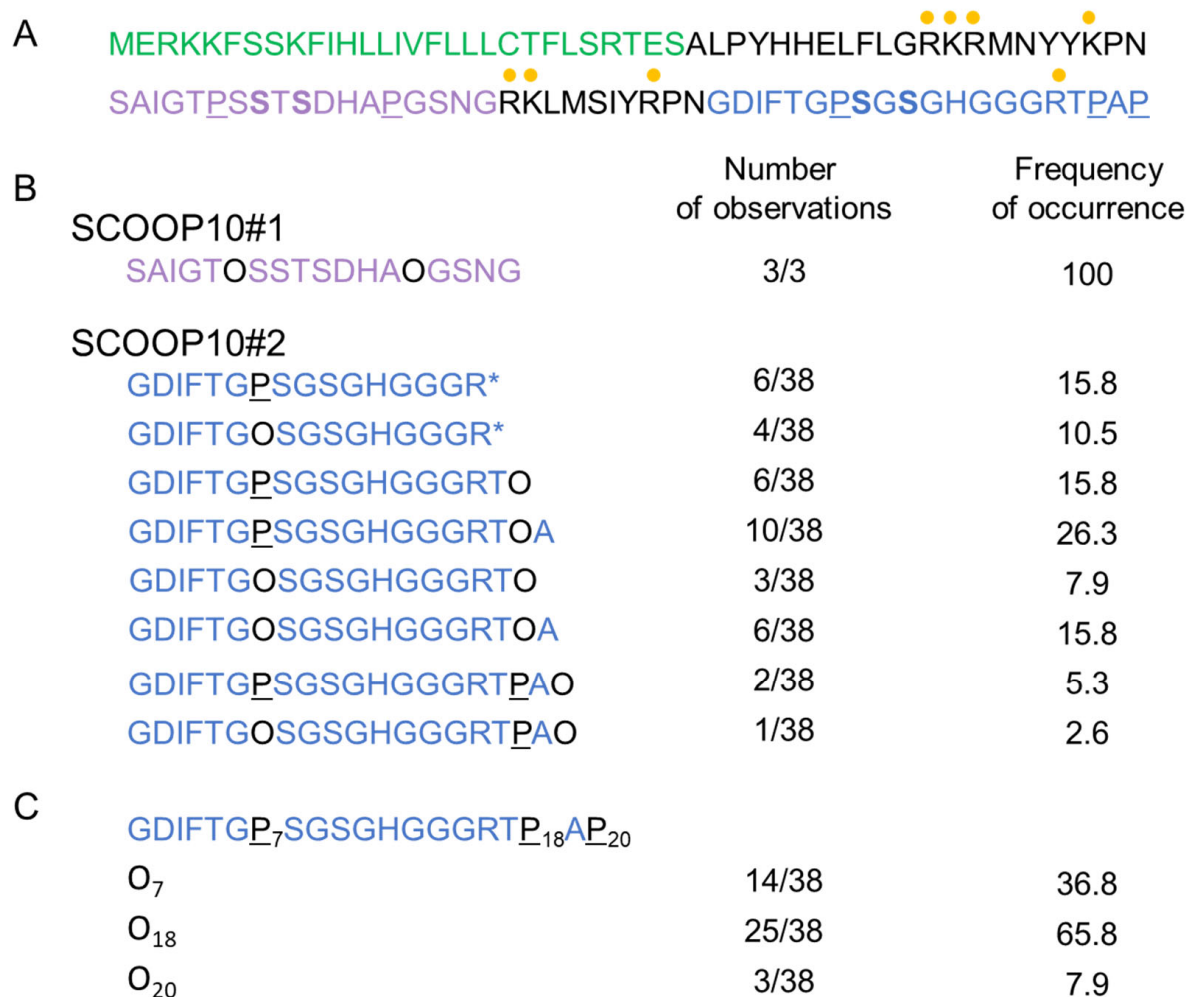 A MERKKFSSKFIHLLIVFLLLCTFLSRTESALPYHHELFLGRKRMNYYKPN
SAIGTPSSSTSDHAPGSNGRKLMSIYRPNGDIFTGPSGSGHGGGRTPAP
B Number of observations Frequency of occurrence
SCOOP10#1
SAIGTOSSTSDHAOGSNG 3/3 100
SCOOP10#2
GDIFTGPSGSGHGGGR* 6/38 15.8
GDIFTGOSGSGHGGGR* 4/38 10.5
GDIFTGPSGSGHGGGRTO 6/38 15.8
GDIFTGPSGSGHGGGRTOA 10/38 26.3
GDIFTGOSGSGHGGGRTO 3/38 7.9
GDIFTGOSGSGHGGGRTOA 6/38 15.8
GDIFTGPSGSGHGGGRTPAO 2/38 5.3
GDIFTGOSGSGHGGGRTPAO 1/38 2.6
C
GDIFTGP7SGSGHGGGRTP18AP20
O7 14/38 36.8
O18 25/38 65.8
O20 3/38 7.9